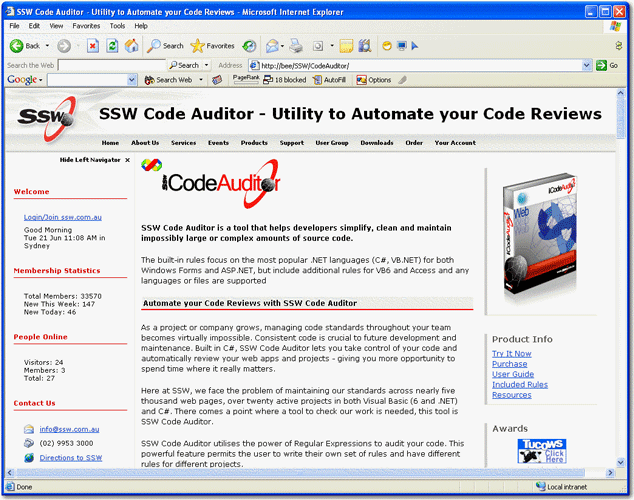 SSW Code Auditor - Utility to Automate your Code Reviews - Microsoft Internet Explorer
File Edit View Favorites Tools Help
Back Search Favorites
Search the Web Search Address http://bee/SSW/CodeAuditor/ Go
Google Search Web PageRank 18 blocked AutoFill Options
SSW
SSW Code Auditor - Utility to Automate your Code Reviews
Home About Us Services Events Products Support User Group Downloads Order Your Account
Hide Left Navigator X
Welcome
Login/Join ssw.com.au
Good Morning
Tue 21 Jun 11:08 AM in
Sydney
Membership Statistics
Total Members: 33570
New This Week: 147
New Today: 46
People Online
Visitors: 24
Members: 3
Total: 27
Contact Us
info@ssw.com.au
(02) 9953 3000
Directions to SSW
SSW CodeAuditor
SSW Code Auditor is a tool that helps developers simplify, clean and maintain
impossibly large or complex amounts of source code.
The built-in rules focus on the most popular .NET languages (C#, VB.NET) for both
Windows Forms and ASP.NET, but include additional rules for VB6 and Access and any
languages or files are supported
Automate your Code Reviews with SSW Code Auditor
As a project or company grows, managing code standards throughout your team
becomes virtually impossible. Consistent code is crucial to future development and
maintenance. Built in C#, SSW Code Auditor lets you take control of your code and
automatically review your web apps and projects - giving you more opportunity to
spend time where it really matters.
Here at SSW, we face the problem of maintaining our standards across nearly five
thousand web pages, over twenty active projects in both Visual Basic (6 and .NET)
and C#. There comes a point where a tool to check our work is needed, this tool is
SSW Code Auditor.
SSW Code Auditor utilises the power of Regular Expressions to audit your code. This
powerful feature permits the user to write their own set of rules and have different
rules for different projects.
CodeAuditor
Web
Product Info
Try It Now
Purchase
User Guide
Included Rules
Resources
Awards
TUCOWS
Click
Here
Done Local intranet